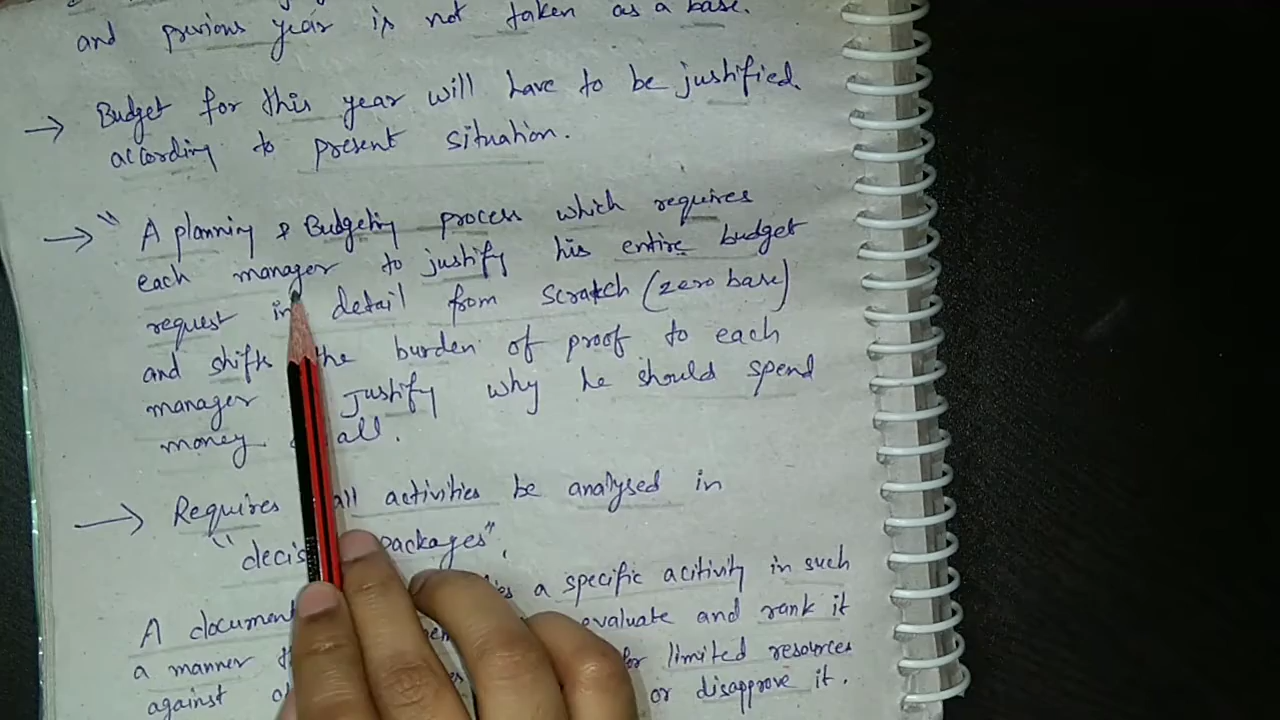 and previous year is not taken as a base.
→ Budget for this year will have to be justified.
according to present situation.
→ " A planning & Budgeting process which requires
each manager to justify his entire budget
request in detail from scratch (zero base)
and shifts the burden of proof to each
manager justify why he should spend
money all.
→ Requires all activities be analysed in
"decis packages".
A document a specific acitivity in such
a manner evaluate and rank it
against for limited resources
or disapprove it.